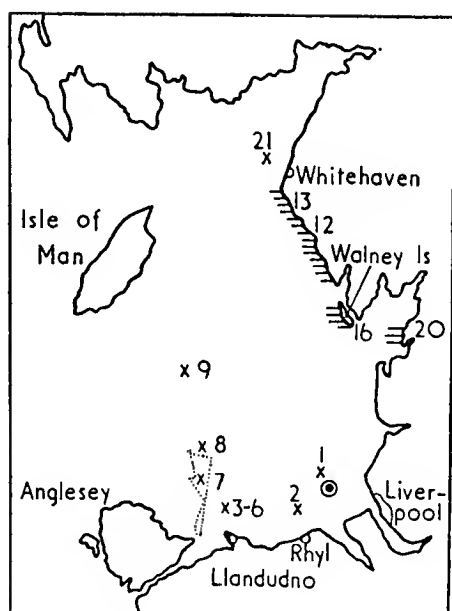 21
Whitehaven
13
12
Isle of
Man
Walney Is
16
20
9
8
7
1
2
3-6
Anglesey
Liver-
pool
Rhyl
Llandudno